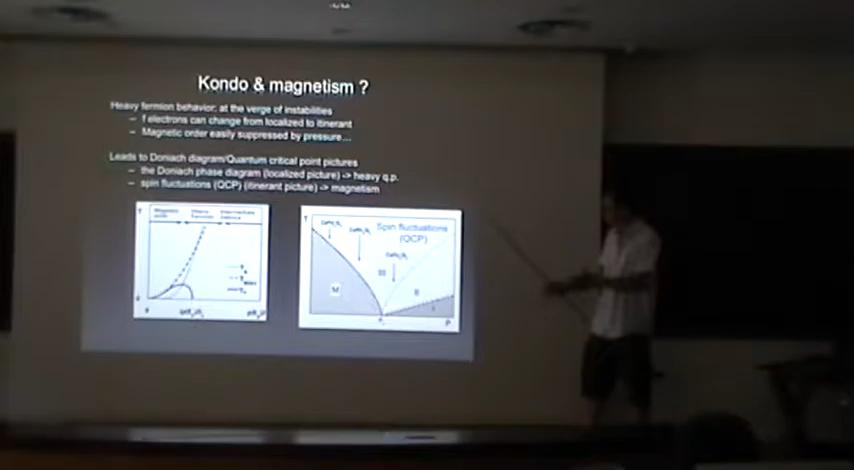 Kondo & magnetism ?
Heavy fermion behavior; at the verge of instabilities
– f electrons can change from localized to itinerant
– Magnetic order easily suppressed by pressure...
Leads to Doniach diagram/Quantum critical point pictures
– the Doniach phase diagram (localized picture) -> heavy q.p.
– spin fluctuations (QCP) (itinerant picture) -> magnetism
T
Spin fluctuations
(QCP)
M
III
II
I
P